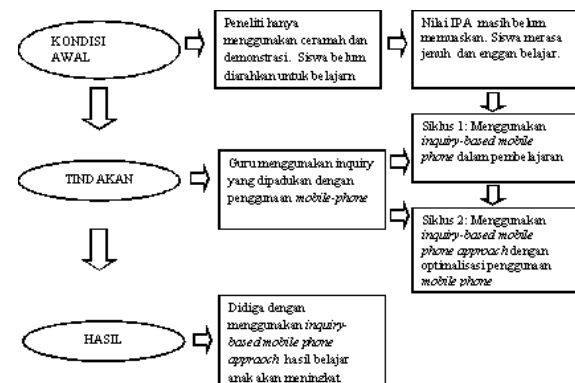 KONDISI
AWAL
Peneliti hanya
menggunakan ceramah dan
demonstrasi. Siswa belum
diarahkan untuk belajarn
Nilai IPA masih belum
memuaskan. Siswa merasa
jenuh dan enggan belajar.
TINDAKAN
Guru menggunakan inquiry
yang dipadukan dengan
penggunaan mobile-phone
Siklus 1: Menggunakan
inquiry-based mobile
phone dalam pembelajaran
Siklus 2: Menggunakan
inquiry-based mobile
phone approach dengan
optimalisasi penggunaan
mobile phone
HASIL
Didiga dengan
menggunakan inquiry-
based mobile phone
appraoch hasil belajar
anak akan meningkat